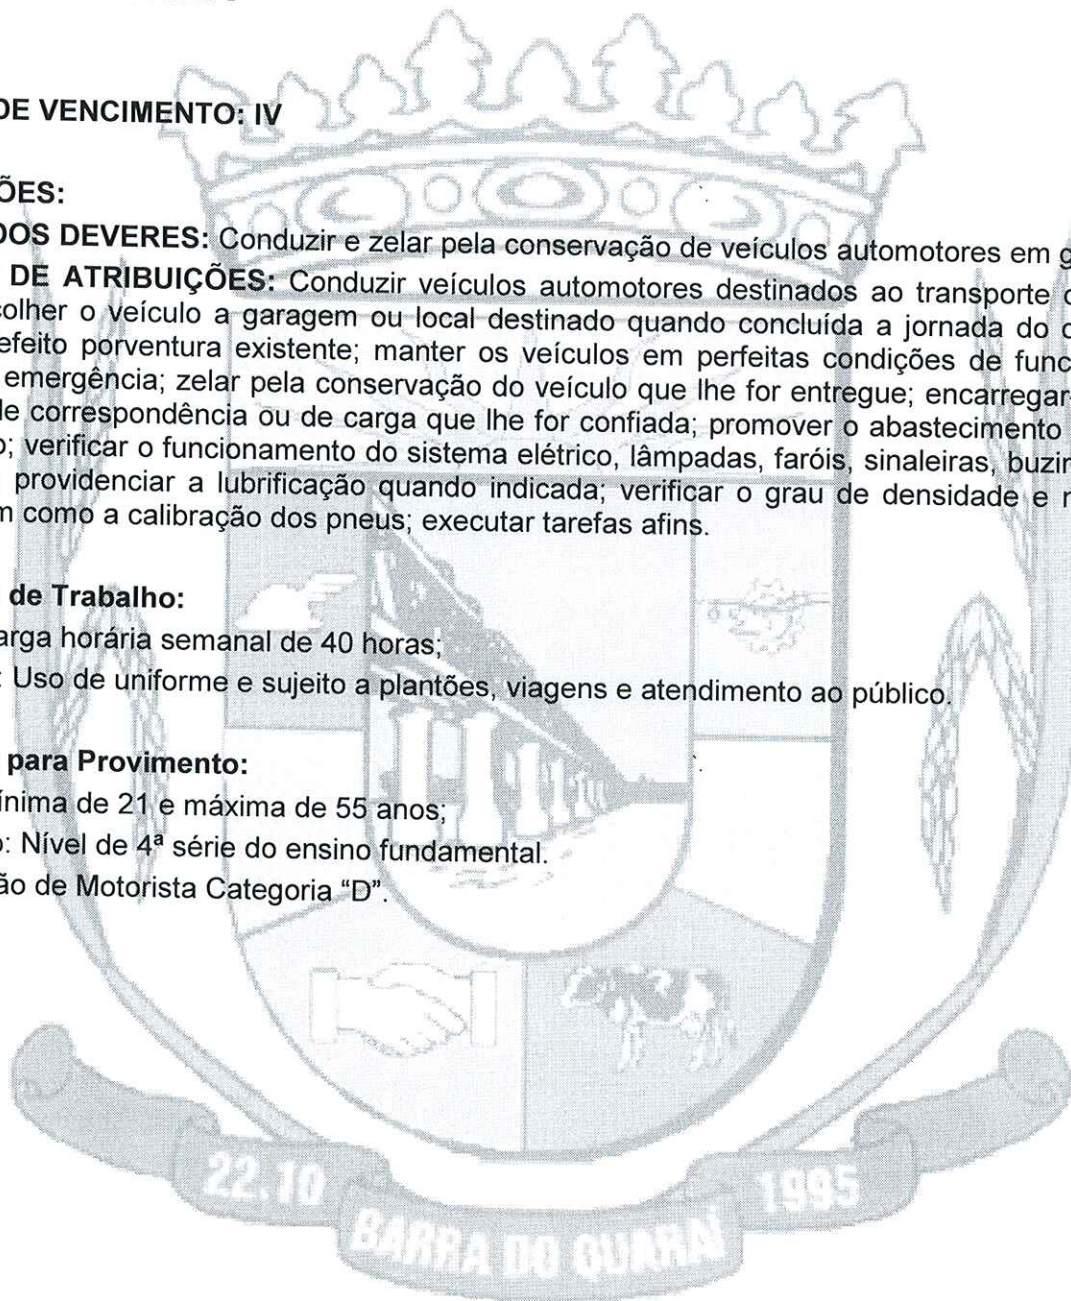 DE VENCIMENTO: IV
ÕES:
DOS DEVERES: Conduzir e zelar pela conservação de veículos automotores em g
DE ATRIBUIÇÕES: Conduzir veículos automotores destinados ao transporte
colher o veículo a garagem ou local destinado quando concluída a jornada do
efeito porventura existente; manter os veículos em perfeitas condições de func
emergência; zelar pela conservação do veículo que lhe for entregue; encarregar-
de correspondência ou de carga que lhe for confiada; promover o abastecimento
o; verificar o funcionamento do sistema elétrico, lâmpadas, faróis, sinaleiras, buzin
providenciar a lubrificação quando indicada; verificar o grau de densidade e
m como a calibração dos pneus; executar tarefas afins.
de Trabalho:
arga horária semanal de 40 horas;
: Uso de uniforme e sujeito a plantões, viagens e atendimento ao público.
para Provimento:
ínima de 21 e máxima de 55 anos;
o: Nível de 4ª série do ensino fundamental.
ão de Motorista Categoria “D”.
22.10
BARRA DO QUARAÍ
1995